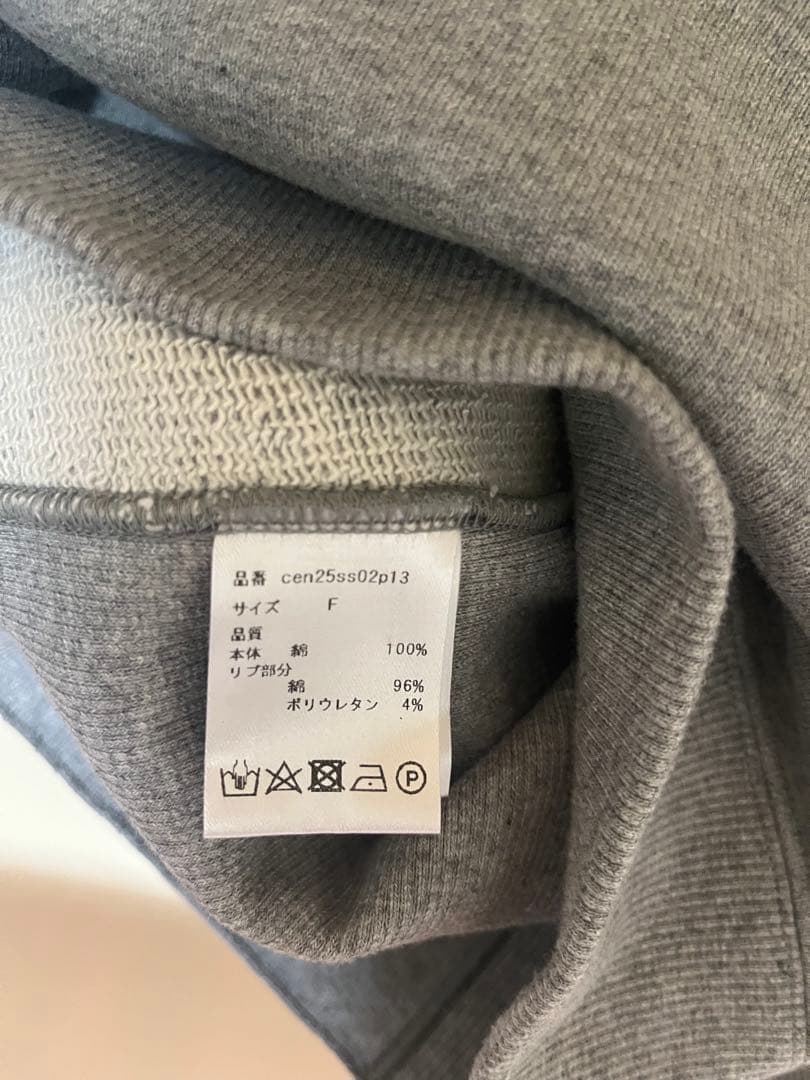 品番 cen25ss02p13
サイズ F
品質
本体 綿 100%
リブ部分
綿 96%
ポリウレタン 4%
P